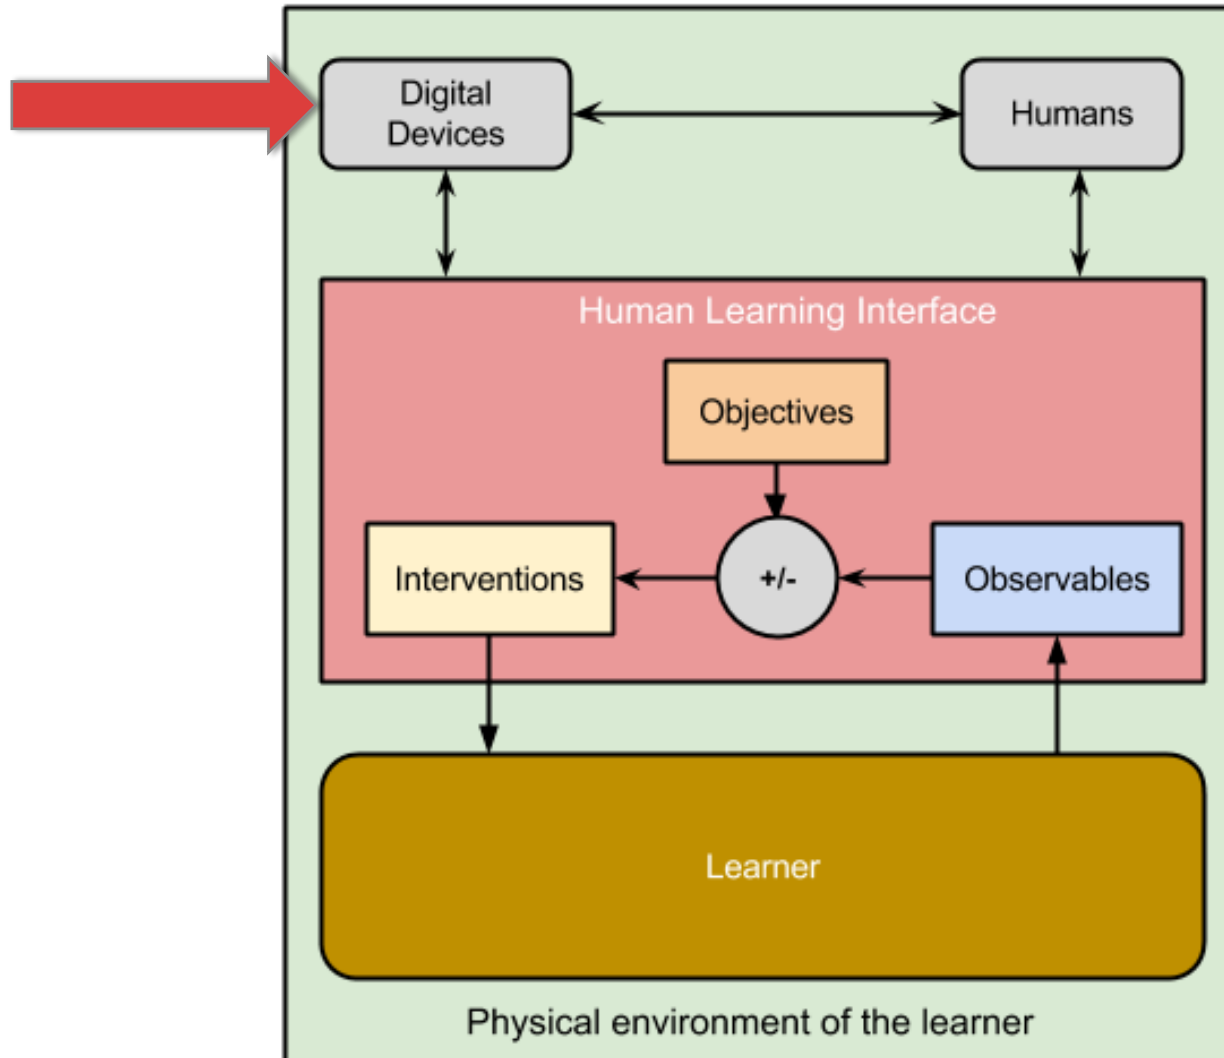 Digital
Devices
Humans
Human Learning Interface
Objectives
Interventions
+/-
Observables
Learner
Physical environment of the learner